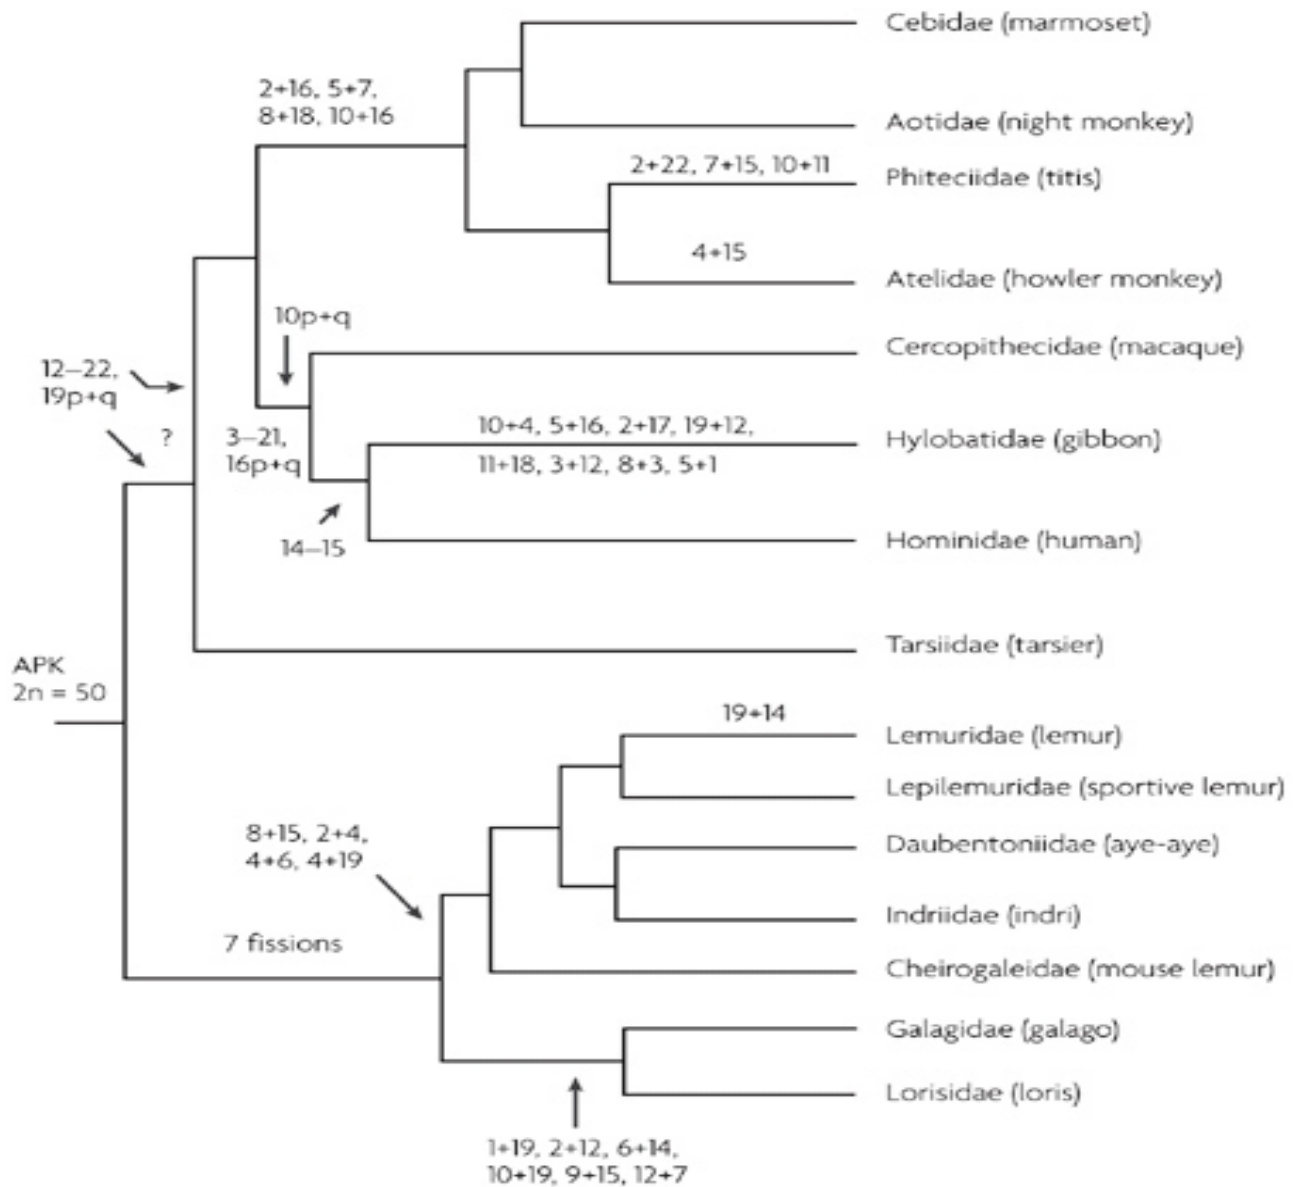 Cebidae (marmoset)
2+16, 5+7,
8+18, 10+16
Aotidae (night monkey)
2+22, 7+15, 10+11
Phiteciidae (titis)
4+15
Atelidae (howler monkey)
10p+q
Cercopithecidae (macaque)
12–22,
19p+q
?
3–21,
16p+q
10+4, 5+16, 2+17, 19+12,
11+18, 3+12, 8+3, 5+1
Hylobatidae (gibbon)
14–15
Hominidae (human)
Tarsiidae (tarsier)
APK
2n = 50
19+14
Lemuridae (lemur)
Lepilemuridae (sportive lemur)
8+15, 2+4,
4+6, 4+19
Daubentoniidae (aye-aye)
Indriidae (indri)
7 fissions
Cheirogaleidae (mouse lemur)
Galagidae (galago)
Lorisidae (loris)
1+19, 2+12, 6+14,
10+19, 9+15, 12+7